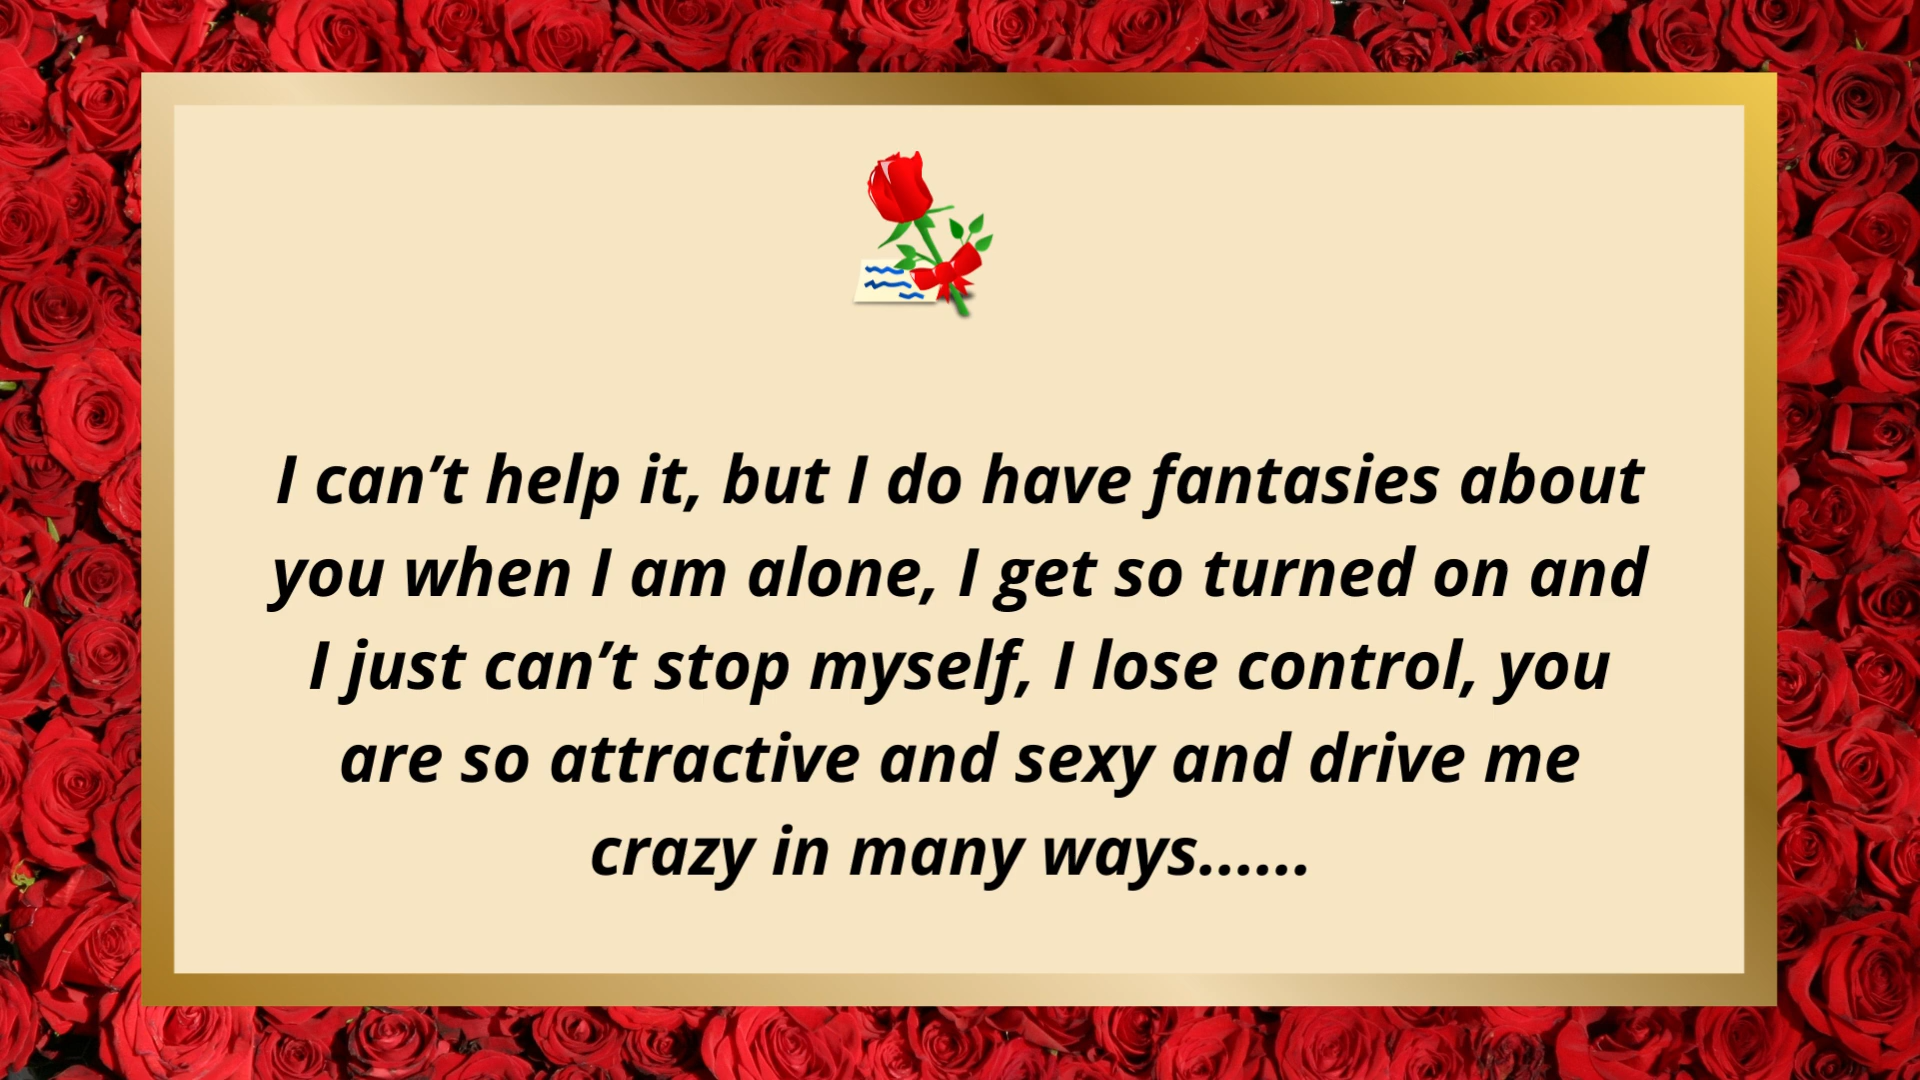 I can’t help it, but I do have fantasies about
you when I am alone, I get so turned on and
I just can’t stop myself, I lose control, you
are so attractive and sexy and drive me
crazy in many ways......